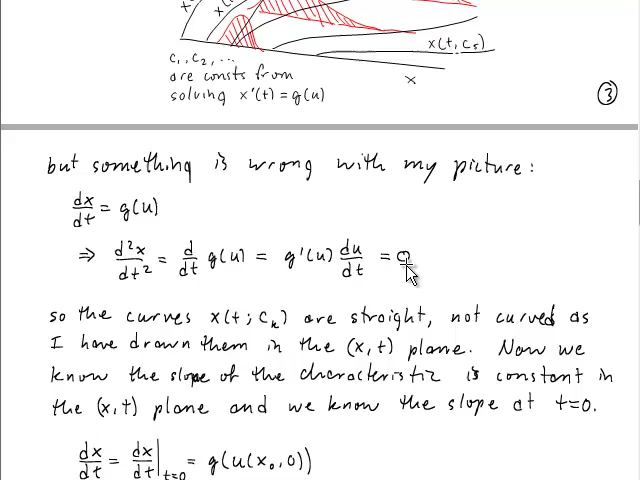 x(t, c₅)
c₁, c₂, ...
are consts from
solving x'(t) = g(u)
x
③
but something is wrong with my picture:
dx/dt = g(u)
⇒ d²x/dt² = d/dt g(u) = g'(u) du/dt = 0
so the curves x(t; cₖ) are straight, not curved as
I have drawn them in the (x,t) plane. Now we
know the slope of the characteristic is constant in
the (x,t) plane and we know the slope at t=0.
dx/dt = dx/dt|ₜ₌₀ = g(u(x₀,0))